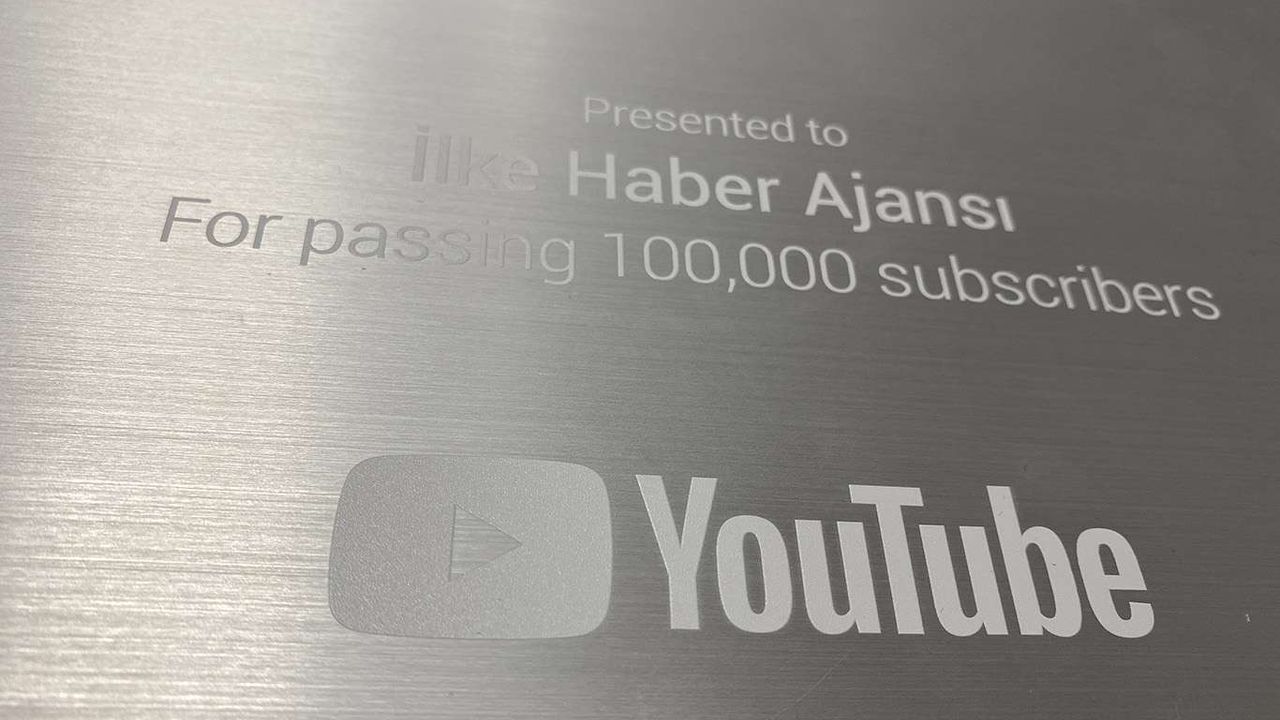 Presented to
İlke Haber Ajansı
For passing 100,000 subscribers
YouTube